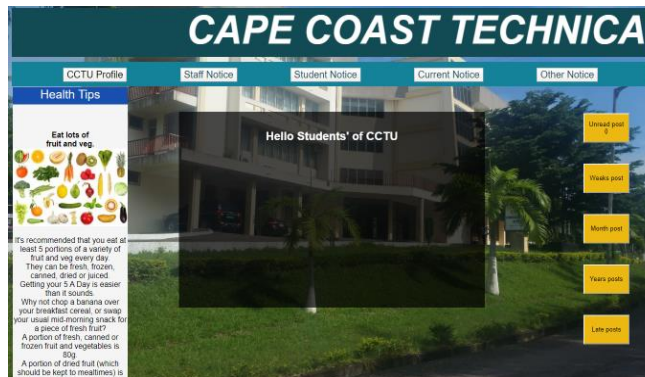 CAPE COAST TECHNICA
CCTU Profile
Staff Notice
Student Notice
Current Notice
Other Notice
Health Tips
Eat lots of
fruit and veg.
It's recommended that you eat at
least 5 portions of a variety of
fruit and veg every day.
They can be fresh, frozen,
canned, dried or juiced.
Getting your 5 A Day is easier
than it sounds.
Why not chop a banana over
your breakfast cereal, or swap
your usual mid-morning snack for
a piece of fresh fruit?
A portion of fresh, canned or
frozen fruit and vegetables is
80g.
A portion of dried fruit (which
should be kept to mealtimes) is
Hello Students' of CCTU
Unread post
0
Weaks post
Month post
Years posts
Late posts